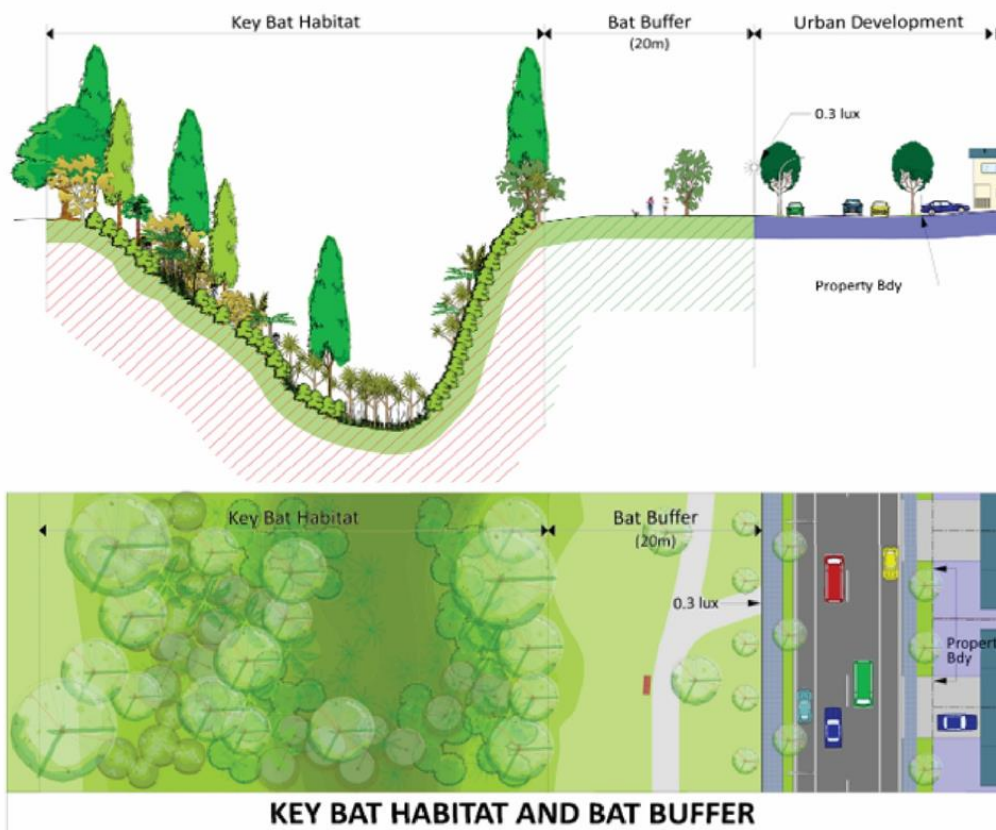 Key Bat Habitat
Bat Buffer
(20m)
Urban Development
0.3 lux
Property Bdy
Key Bat Habitat
Bat Buffer
(20m)
0.3 lux
Propert
Bdy
KEY BAT HABITAT AND BAT BUFFER